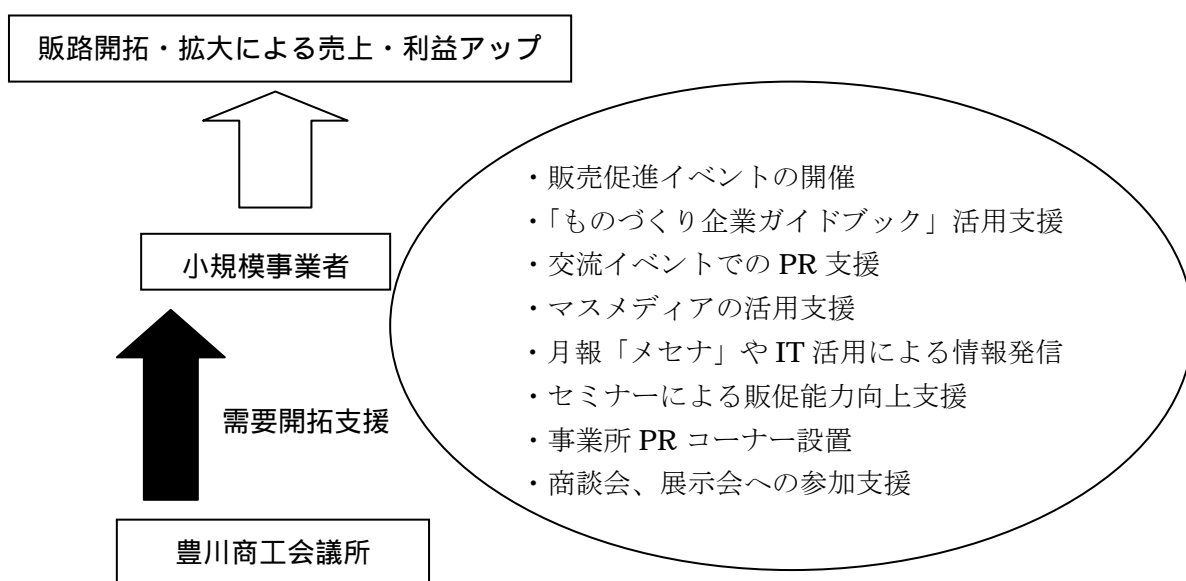 販路開拓・拡大による売上・利益アップ
・販売促進イベントの開催
・「ものづくり企業ガイドブック」活用支援
・交流イベントでの PR 支援
・マスメディアの活用支援
・月報「メセナ」や IT 活用による情報発信
・セミナーによる販促能力向上支援
・事業所 PR コーナー設置
・商談会、展示会への参加支援
小規模事業者
需要開拓支援
豊川商工会議所